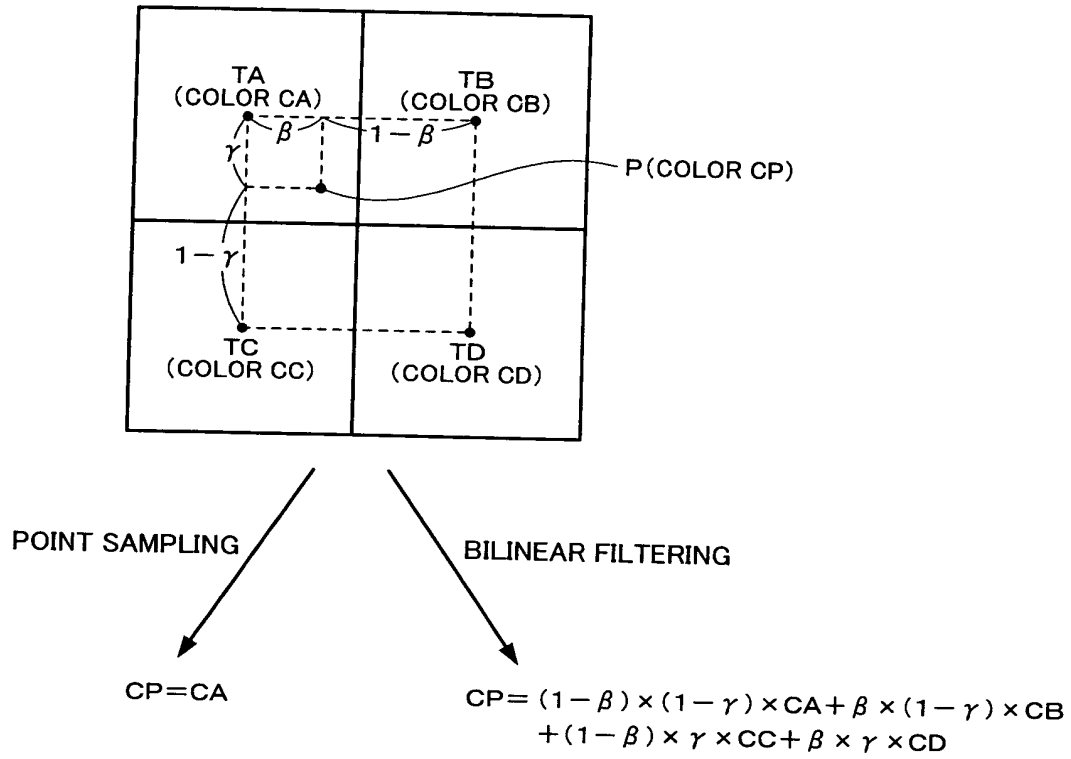 TA
(COLOR CA)
TB
(COLOR CB)
β
1−β
γ
P(COLOR CP)
1−γ
TC
(COLOR CC)
TD
(COLOR CD)
POINT SAMPLING
BILINEAR FILTERING
CP=CA
CP=(1−β)×(1−γ)×CA+β×(1−γ)×CB
+(1−β)×γ×CC+β×γ×CD